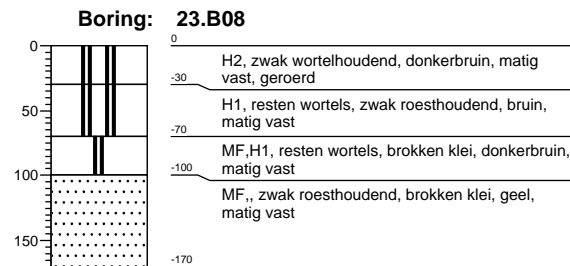 Boring: 23.B08
0
0
H2, zwak wortelhoudend, donkerbruin, matig
vast, geroerd
-30
H1, resten wortels, zwak roesthoudend, bruin,
matig vast
50
-70
MF,H1, resten wortels, brokken klei, donkerbruin,
matig vast
100
-100
MF,, zwak roesthoudend, brokken klei, geel,
matig vast
150
-170